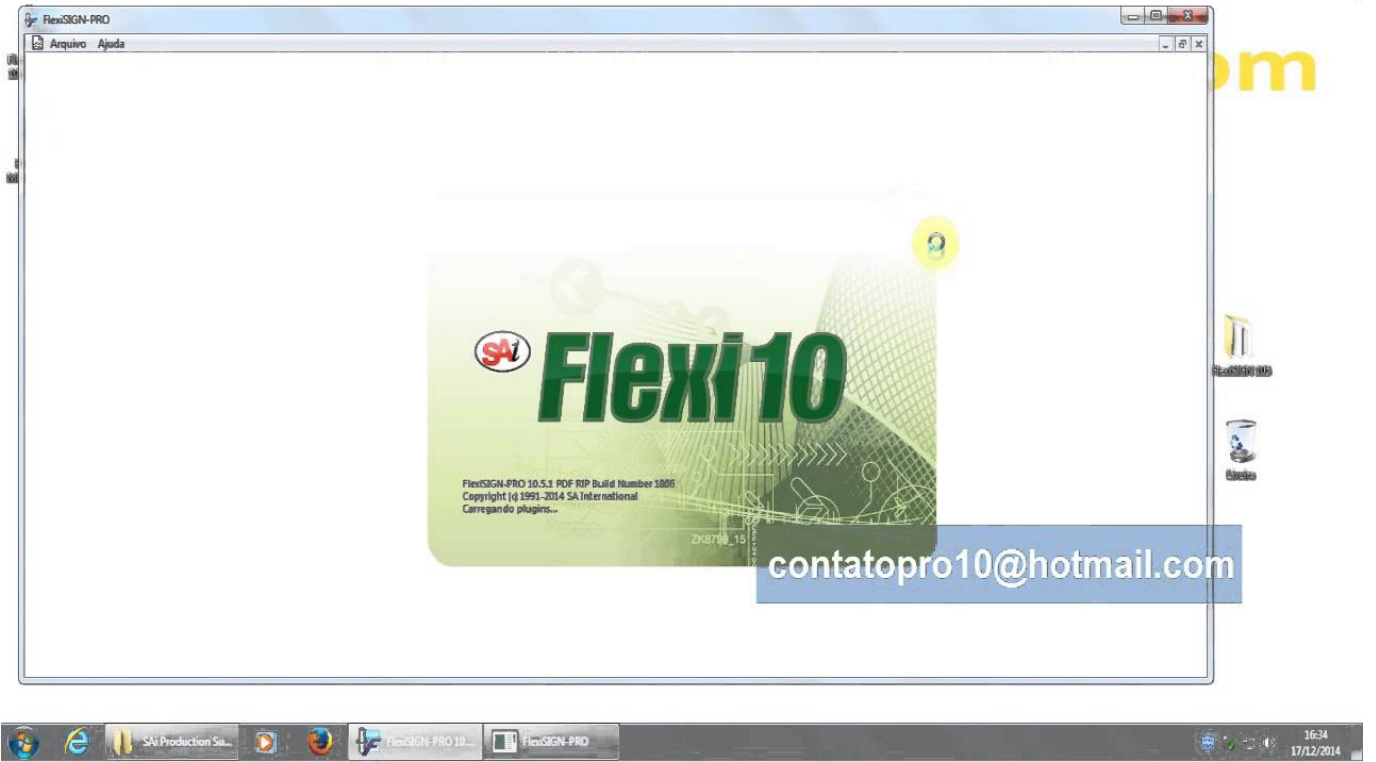 FlexiSIGN-PRO
Arquivo Ajuda
om
SAi
Flexi10
FlexiSIGN-PRO 10.5.1 PDF RIP Build Number 1806
Copyright (c) 1991-2014 SA International
Carregando plugins...
contatopro10@hotmail.com
Lixeira
SAi Production Su...
FlexiSIGN-PRO 10...
FlexiSIGN-PRO
16:34
17/12/2014